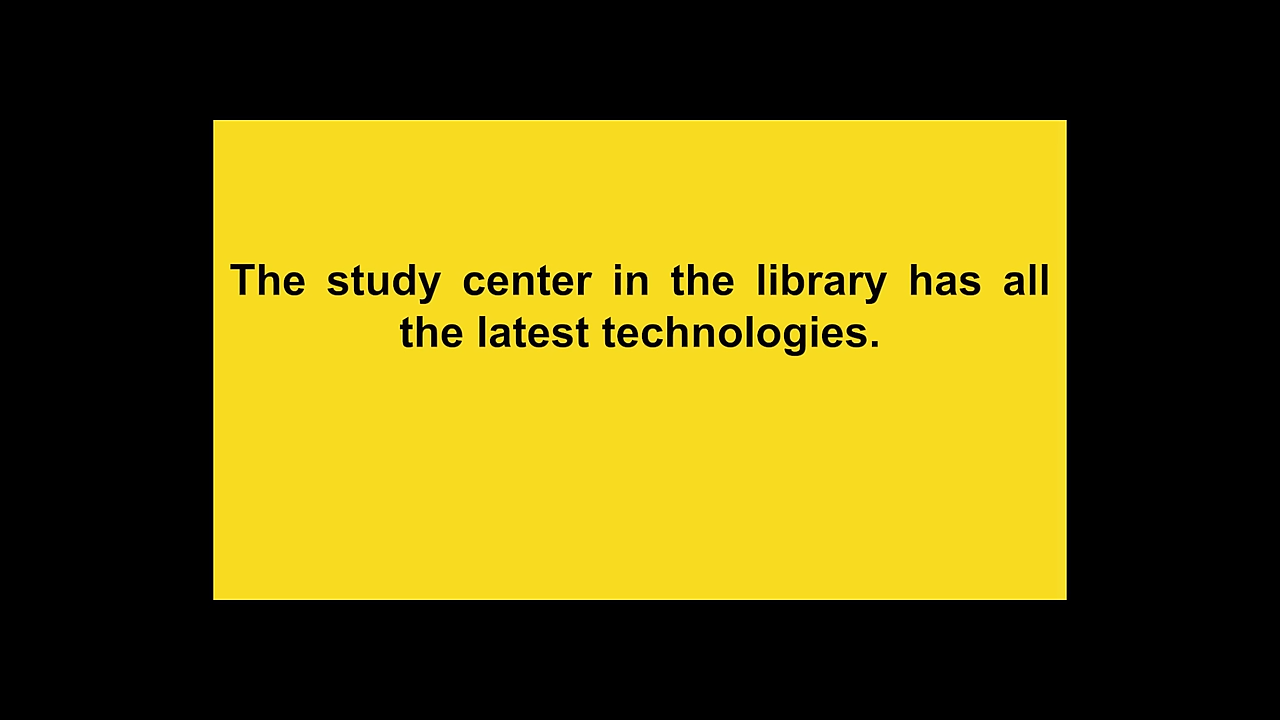 The study center in the library has all
the latest technologies.